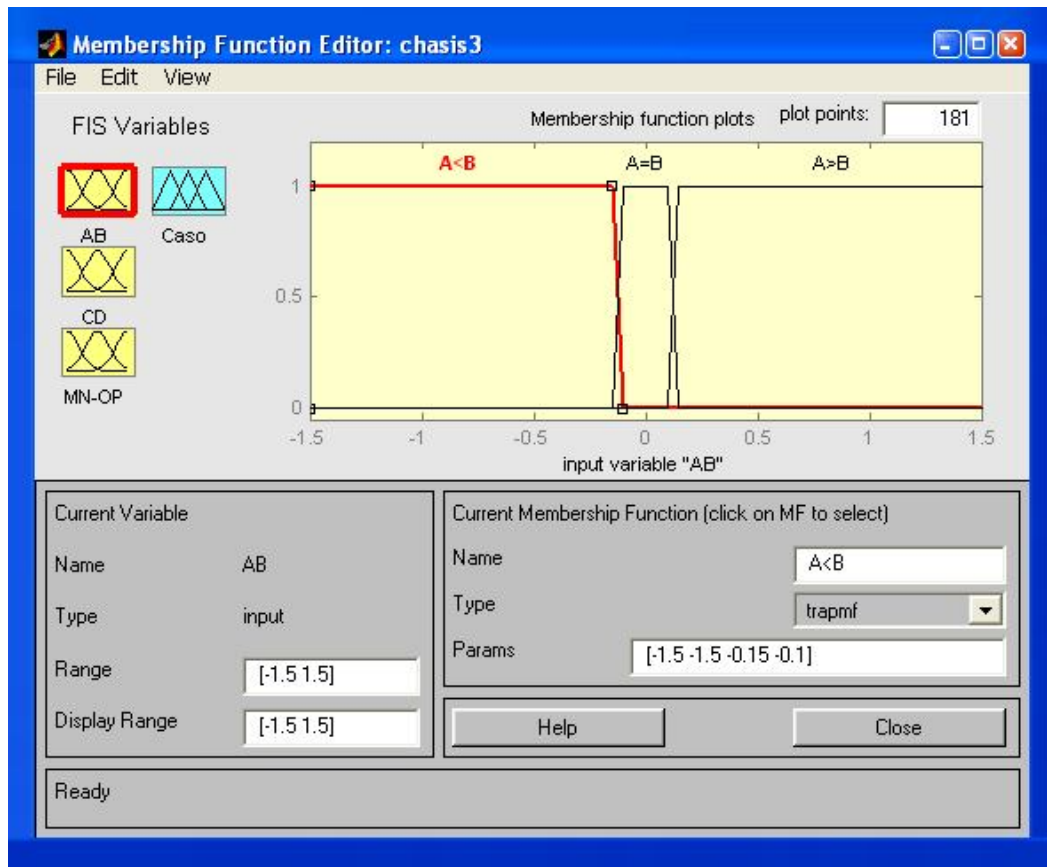 Membership Function Editor: chasis3
File Edit View
FIS Variables
Membership function plots plot points: 181
AB
Caso
CD
MN-OP
A<B A=B A>B
1
0.5
0
-1.5 -1 -0.5 0 0.5 1 1.5
input variable "AB"
Current Variable
Name AB
Type input
Range [-1.5 1.5]
Display Range [-1.5 1.5]
Current Membership Function (click on MF to select)
Name A<B
Type trapmf
Params [-1.5 -1.5 -0.15 -0.1]
Help Close
Ready